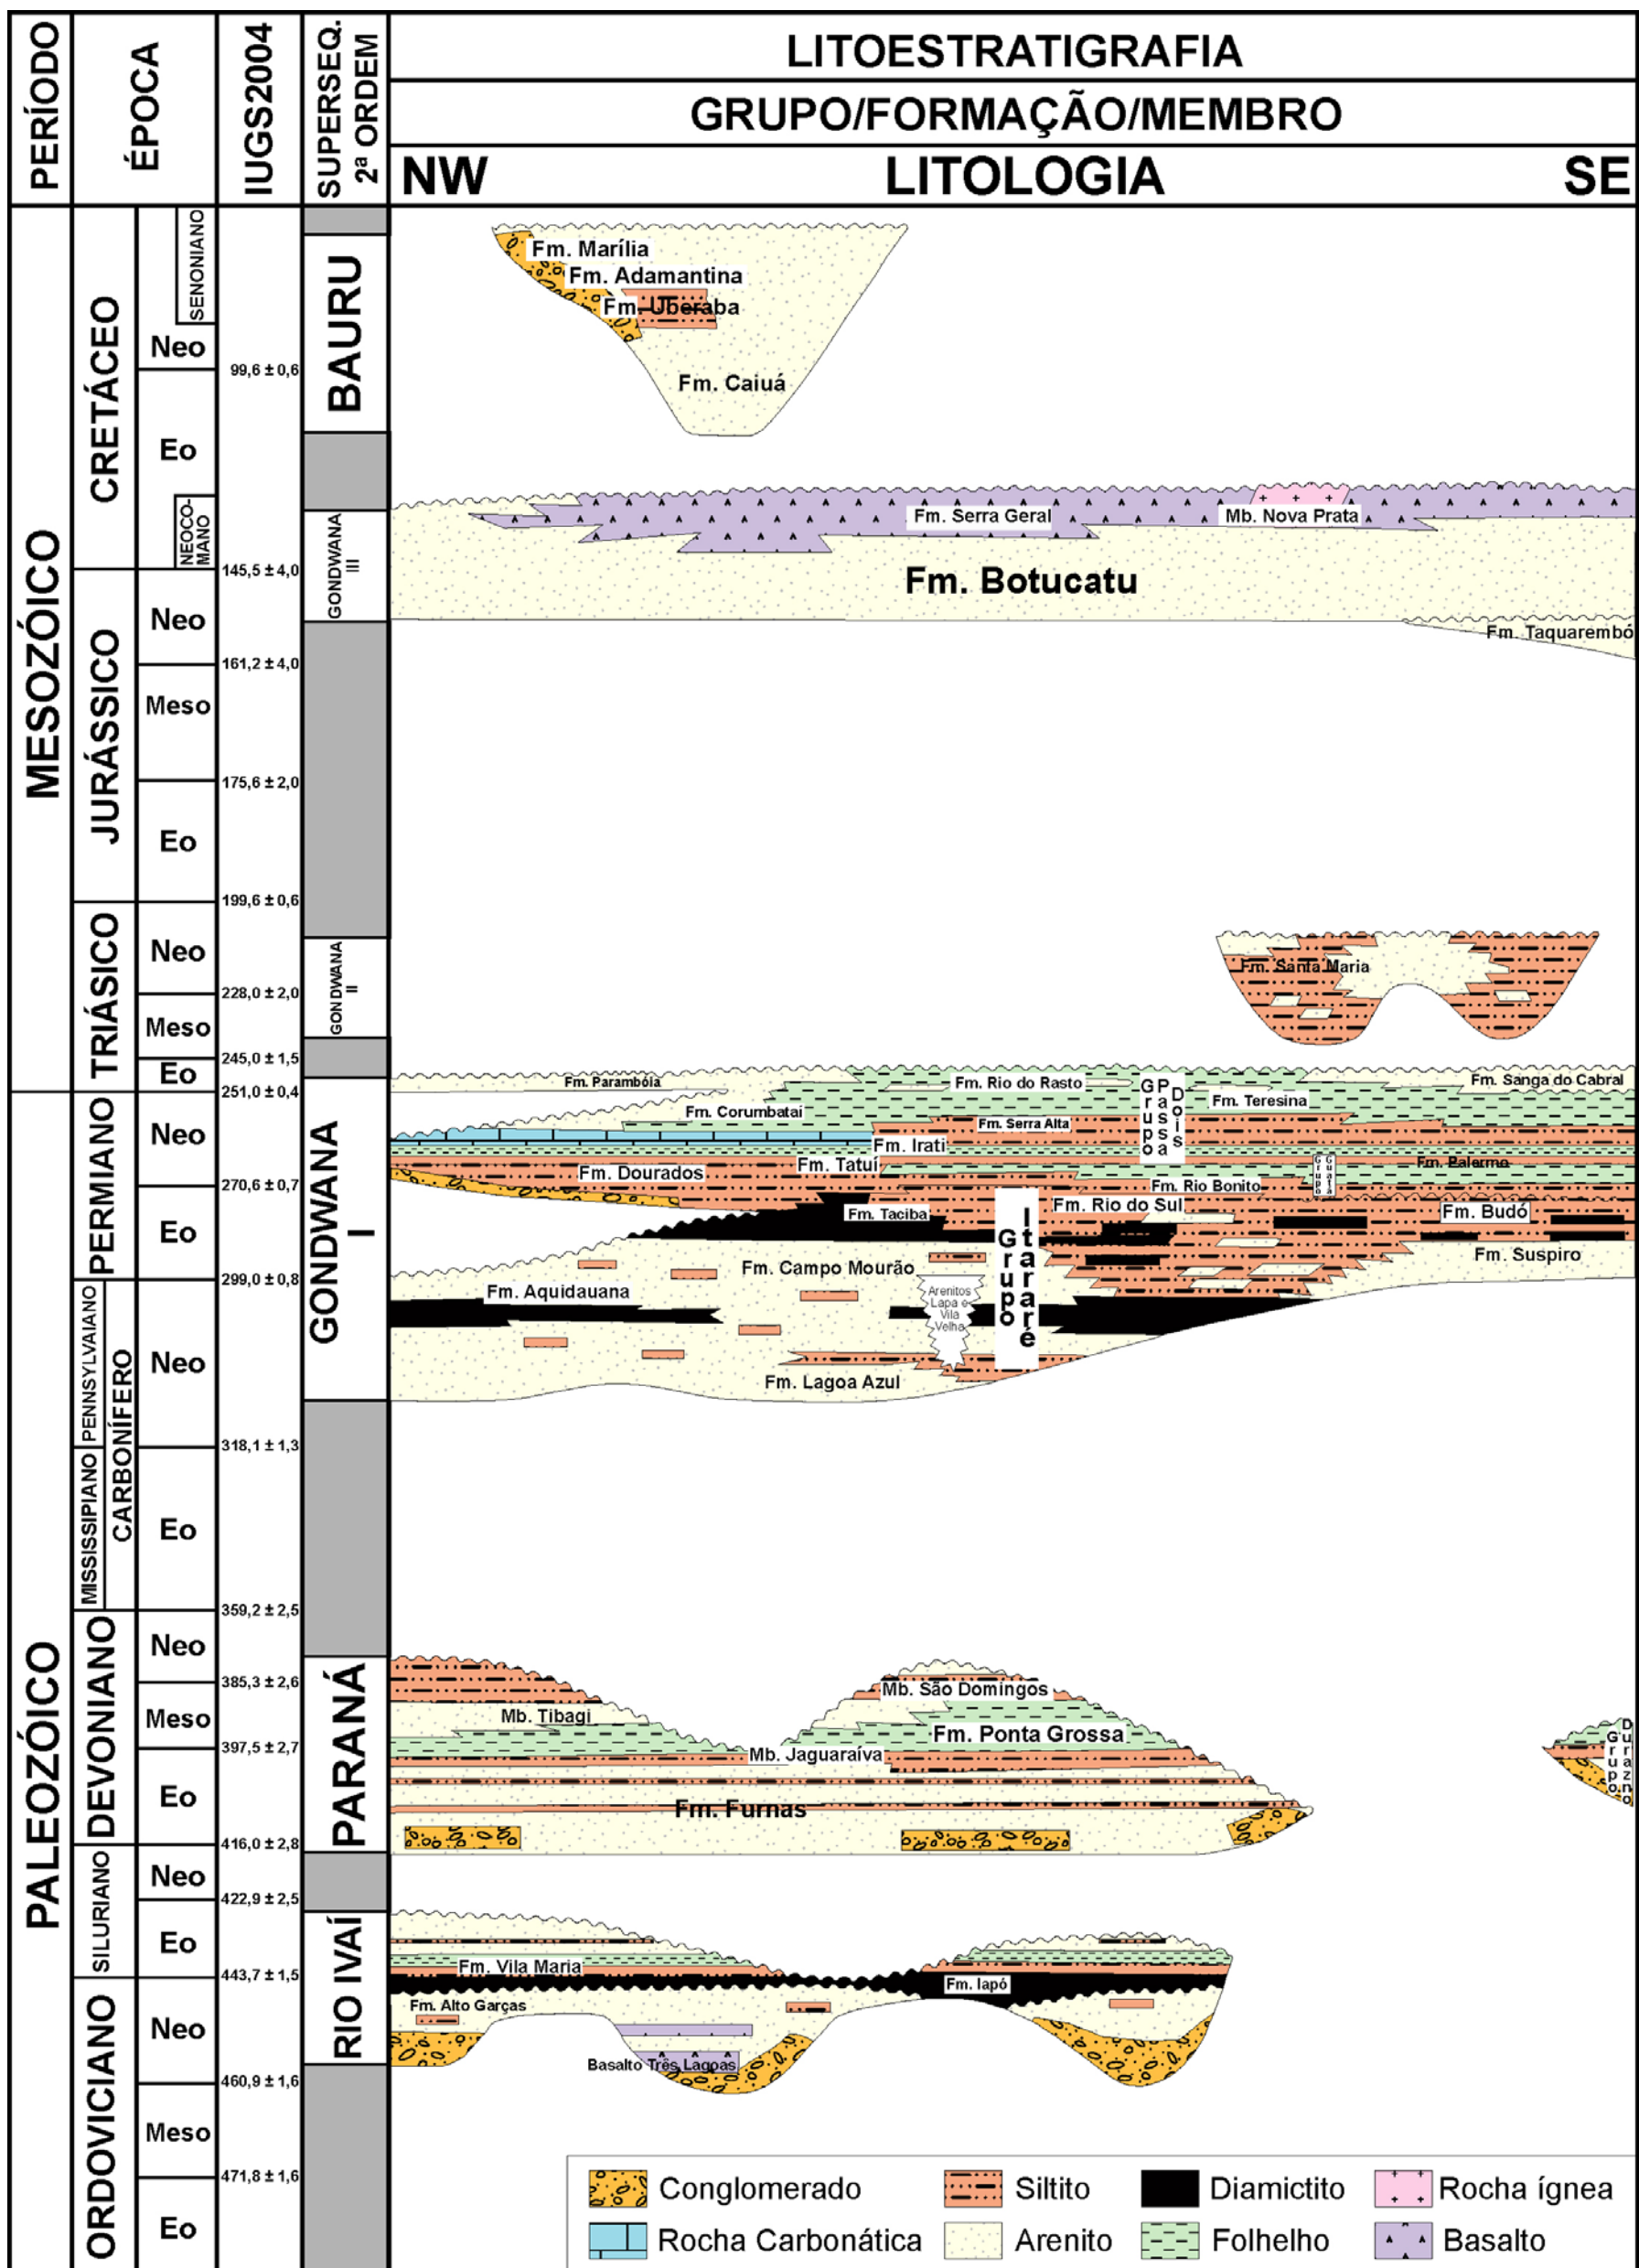 PERÍODO
ÉPOCA
IUGS2004
SUPERSEQ.
2ª ORDEM
LITOESTRATIGRAFIA
GRUPO/FORMAÇÃO/MEMBRO
NW
LITOLOGIA
SE
MESOZÓICO
CRETÁCEO
SENONIANO
Neo
99,6 ± 0,6
Eo
NEOCO-
MANO
145,5 ± 4,0
BAURU
Fm. Marília
Fm. Adamantina
Fm. Uberaba
Fm. Caiuá
GONDWANA
III
Fm. Serra Geral
Mb. Nova Prata
Fm. Botucatu
Fm. Taquarembó
JURÁSSICO
Neo
161,2 ± 4,0
Meso
175,6 ± 2,0
Eo
199,6 ± 0,6
TRIÁSICO
Neo
228,0 ± 2,0
Meso
245,0 ± 1,5
Eo
251,0 ± 0,4
GONDWANA
II
Fm. Santa Maria
PALEOZÓICO
PERMIANO
Neo
270,6 ± 0,7
Eo
299,0 ± 0,8
GONDWANA
I
Fm. Parambóia
Fm. Rio do Rasto
Fm. Sanga do Cabral
Fm. Corumbataí
Fm. Teresina
Grupo
Passa
Dois
Fm. Serra Alta
Fm. Irati
Fm. Tatuí
Fm. Dourados
Fm. Palermo
Grupo
Guatá
Fm. Rio Bonito
Fm. Taciba
Fm. Rio do Sul
Fm. Budó
Grupo
Itararé
Fm. Suspiro
Fm. Campo Mourão
Fm. Aquidauana
Arenitos
Lapa e
Vila
Velha
Fm. Lagoa Azul
CARBONÍFERO
PENNSYLVAIANO
Neo
318,1 ± 1,3
MISSISSIPIANO
Eo
359,2 ± 2,5
DEVONIANO
Neo
385,3 ± 2,6
Meso
397,5 ± 2,7
Eo
416,0 ± 2,8
PARANÁ
Mb. São Domingos
Mb. Tibagi
Fm. Ponta Grossa
Mb. Jaguaraíva
Fm. Furnas
Grupo
Durazno
SILURIANO
Neo
422,9 ± 2,5
Eo
443,7 ± 1,5
RIO IVAÍ
Fm. Vila Maria
Fm. Iapó
Fm. Alto Garças
Basalto Três Lagoas
ORDOVICIANO
Neo
460,9 ± 1,6
Meso
471,8 ± 1,6
Eo
Conglomerado
Siltito
Diamictito
Rocha ígnea
Rocha Carbonática
Arenito
Folhelho
Basalto